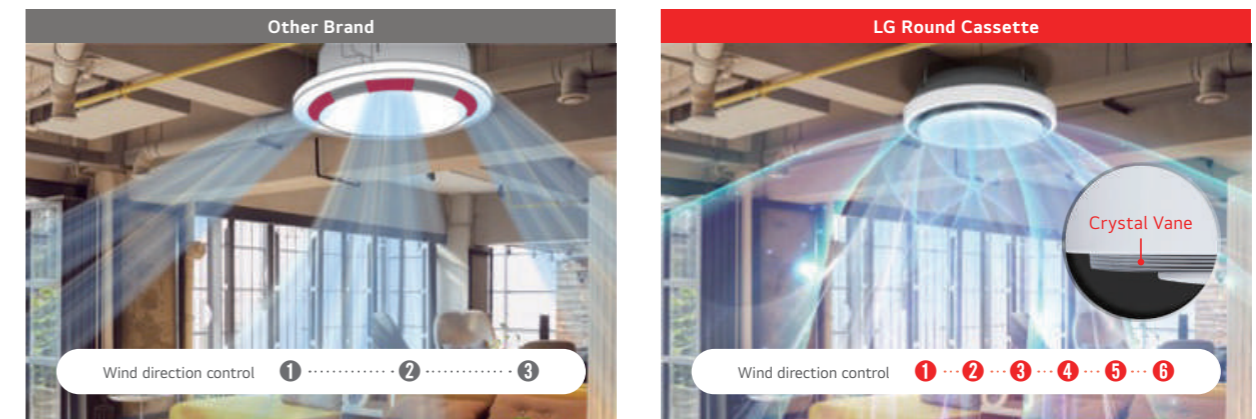 Other Brand
Wind direction control 1 2 3
LG Round Cassette
Crystal Vane
Wind direction control 1 2 3 4 5 6